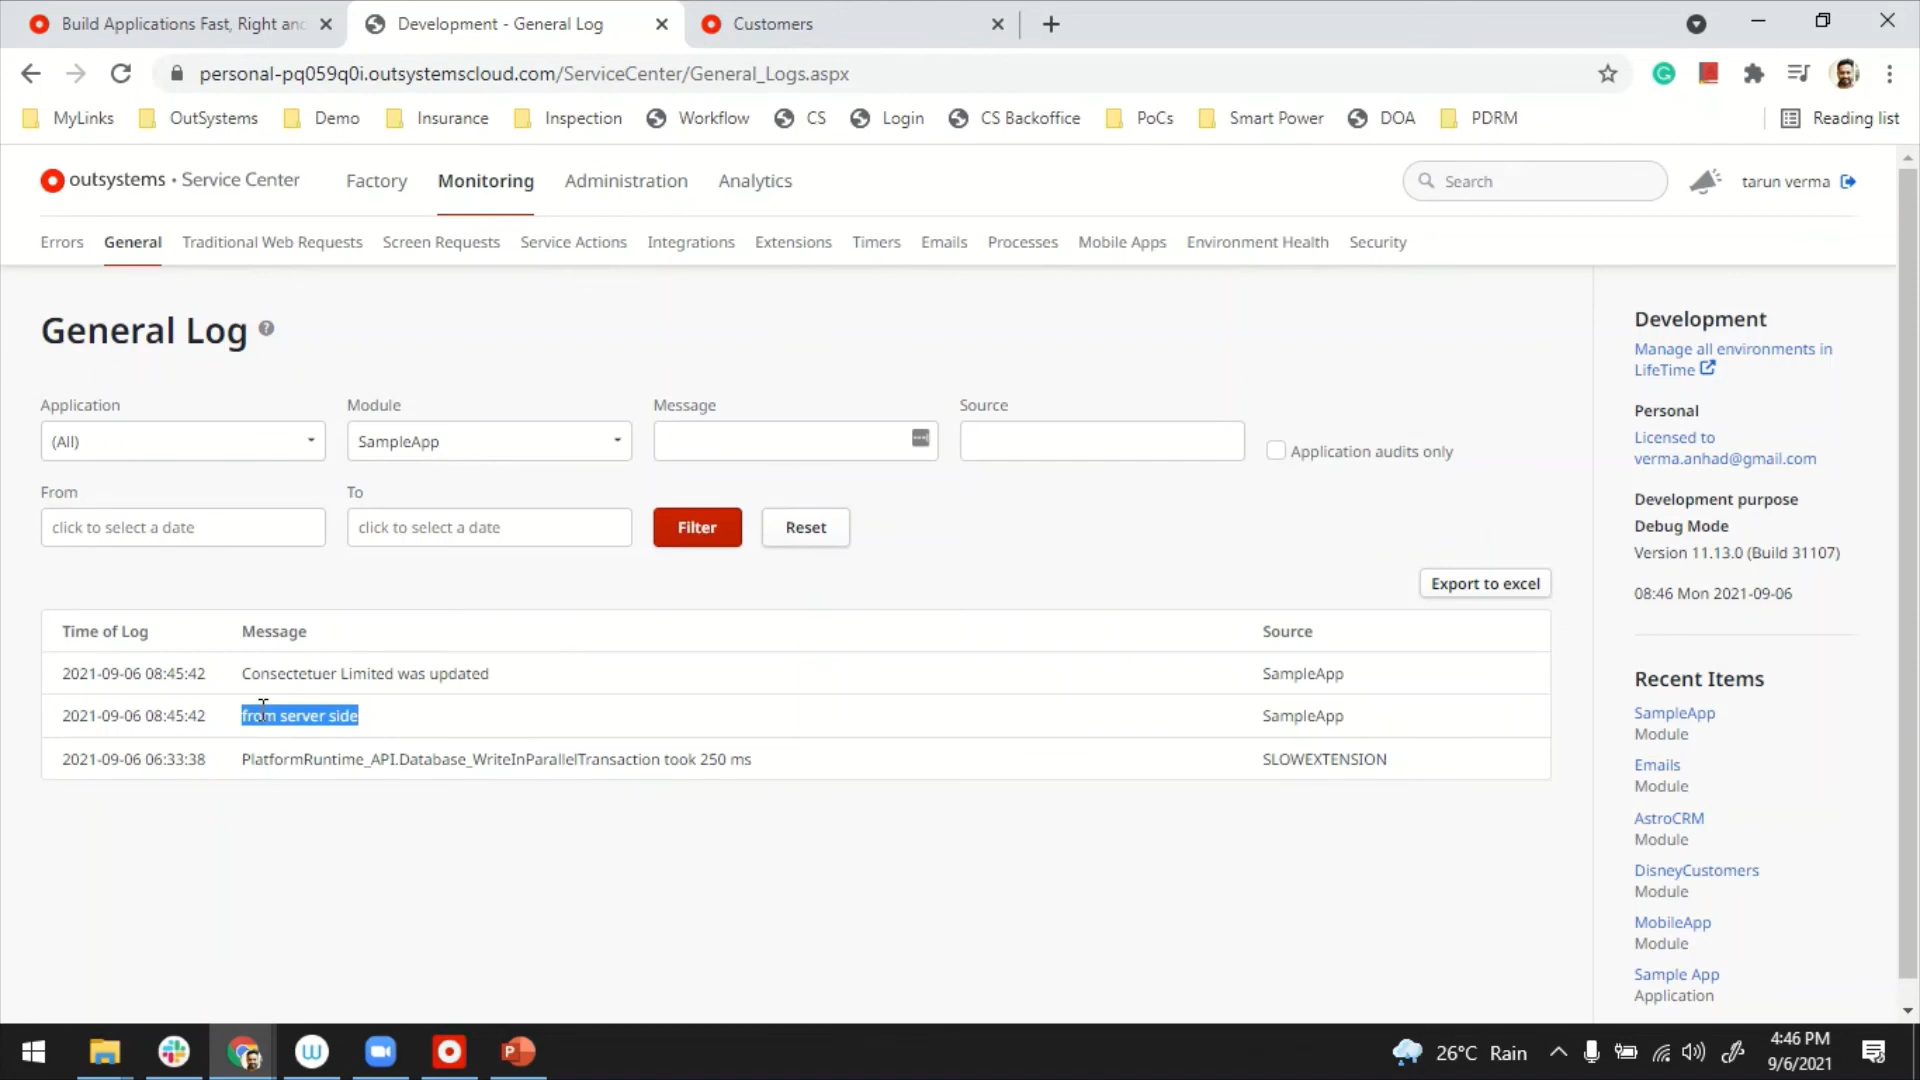 Build Applications Fast, Right and
Development - General Log
Customers
personal-pq059q0i.outsystemscloud.com/ServiceCenter/General_Logs.aspx
MyLinks
OutSystems
Demo
Insurance
Inspection
Workflow
CS
Login
CS Backoffice
PoCs
Smart Power
DOA
PDRM
Reading list
outsystems • Service Center
Factory
Monitoring
Administration
Analytics
Search
tarun verma
Errors
General
Traditional Web Requests
Screen Requests
Service Actions
Integrations
Extensions
Timers
Emails
Processes
Mobile Apps
Environment Health
Security
General Log
Application
Module
Message
Source
(All)
SampleApp
Application audits only
From
To
click to select a date
click to select a date
Filter
Reset
Export to excel
Time of Log Message Source
2021-09-06 08:45:42 Consectetuer Limited was updated SampleApp
2021-09-06 08:45:42 from server side SampleApp
2021-09-06 06:33:38 PlatformRuntime_API.Database_WriteInParallelTransaction took 250 ms SLOWEXTENSION
Development
Manage all environments in
LifeTime
Personal
Licensed to
verma.anhad@gmail.com
Development purpose
Debug Mode
Version 11.13.0 (Build 31107)
08:46 Mon 2021-09-06
Recent Items
SampleApp
Module
Emails
Module
AstroCRM
Module
DisneyCustomers
Module
MobileApp
Module
Sample App
Application
26°C Rain
4:46 PM
9/6/2021